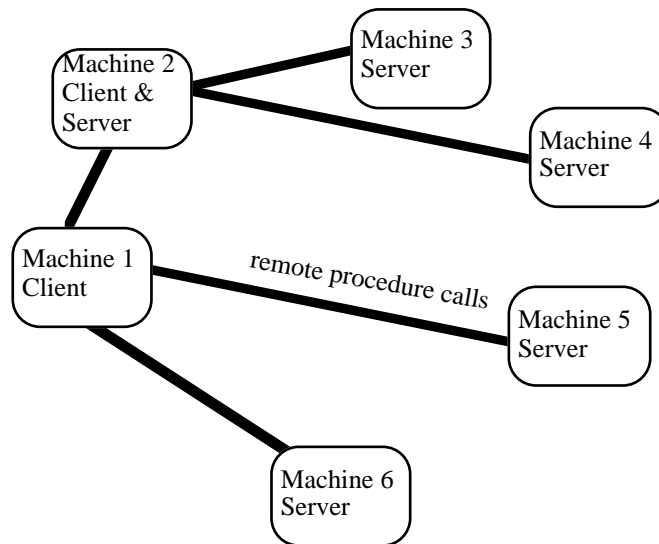 Machine 3
Server
Machine 2
Client &
Server
Machine 4
Server
Machine 1
Client
remote procedure calls
Machine 5
Server
Machine 6
Server